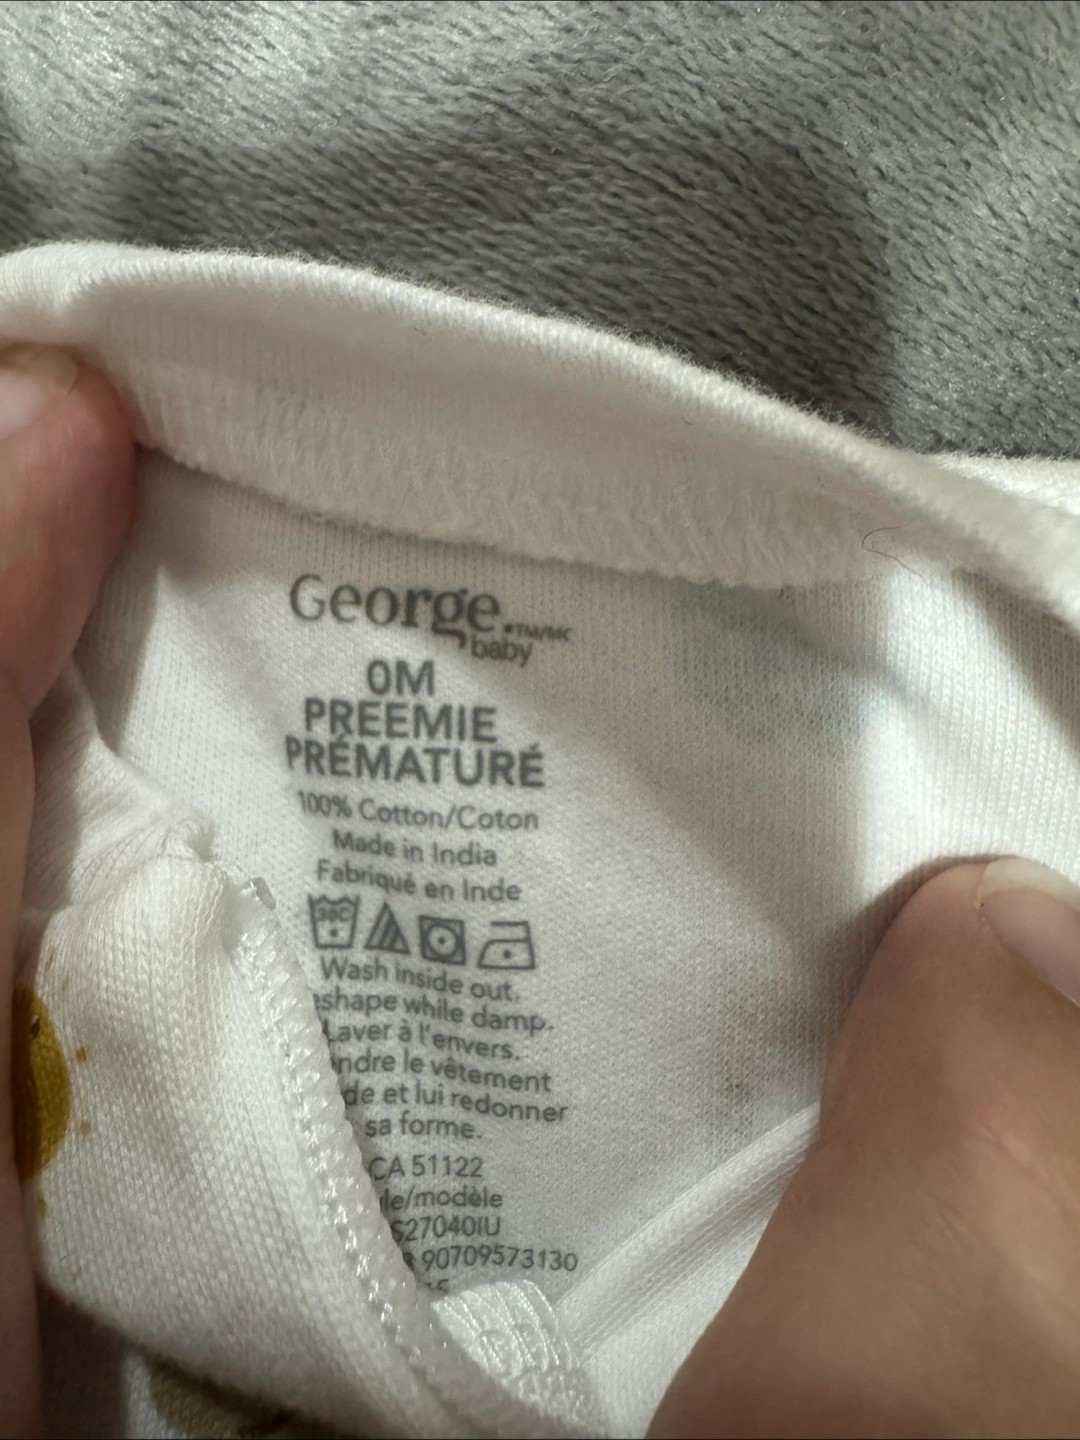 George.®TM/MC
baby
0M
PREEMIE
PRÉMATURÉ
100% Cotton/Coton
Made in India
Fabriqué en Inde
Wash inside out.
eshape while damp.
Laver à l'envers.
ndre le vêtement
de et lui redonner
sa forme.
CA 51122
le/modèle
S27040IU
90709573130